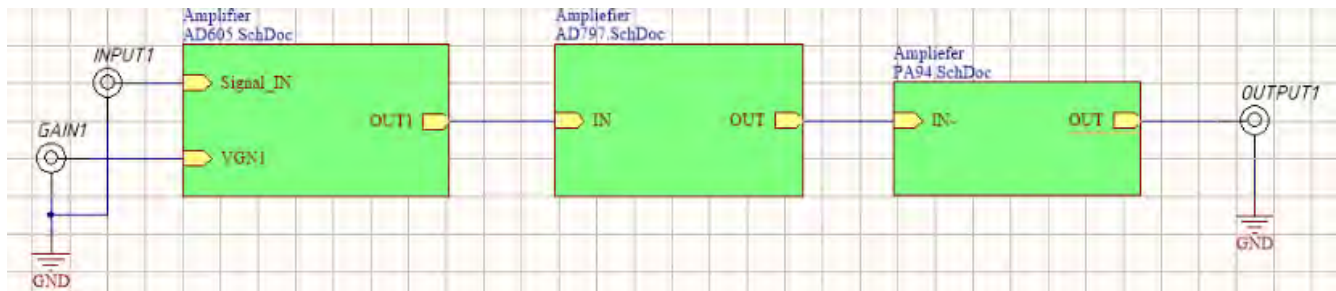 Amplifier
AD605.SchDoc
Ampliefier
AD797.SchDoc
Ampliefer
PA94.SchDoc
INPUT1
Signal_IN
OUT1
IN
OUT
IN-
OUT
OUTPUT1
GAIN1
VGN1
GND
GND